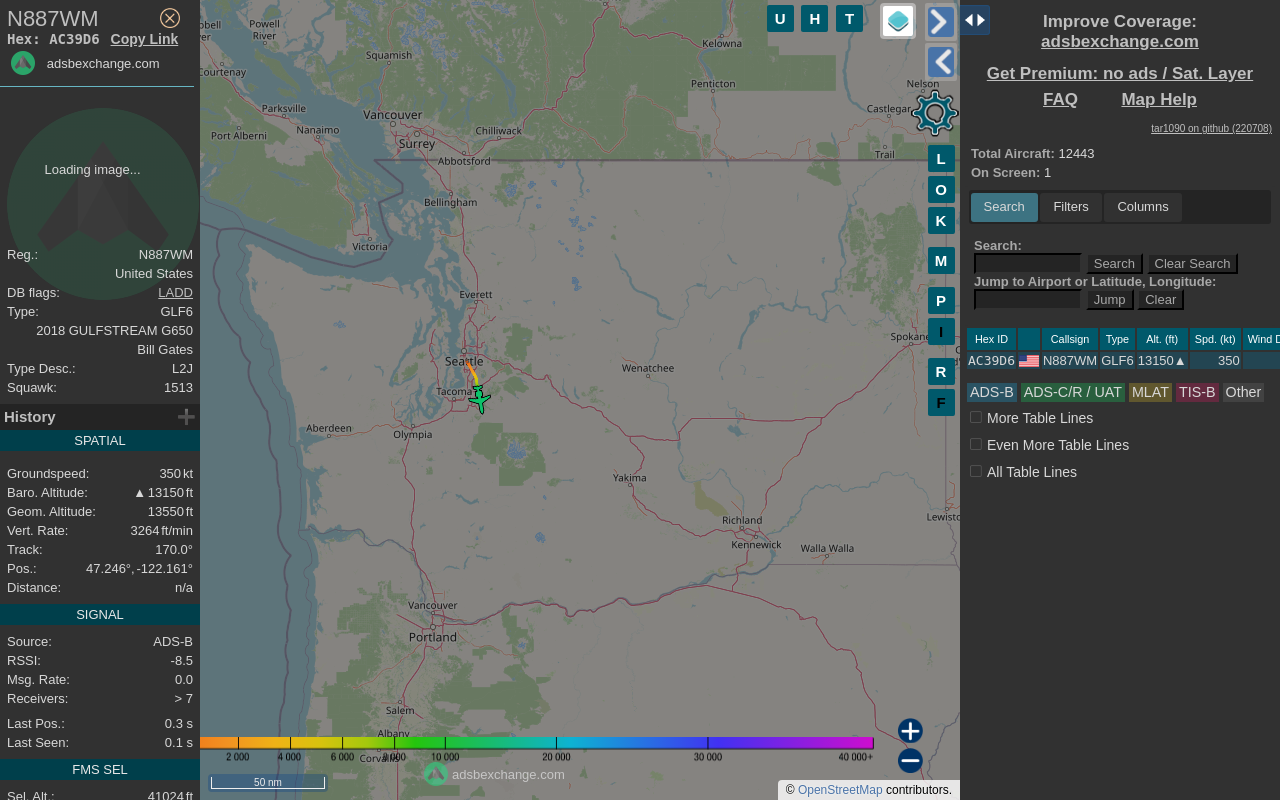 N887WM
Hex: AC39D6 Copy Link
adsbexchange.com
Loading image...
Reg.: N887WM
United States
DB flags: LADD
Type: GLF6
2018 GULFSTREAM G650
Bill Gates
Type Desc.: L2J
Squawk: 1513
History
SPATIAL
Groundspeed: 350 kt
Baro. Altitude: ▲ 13150 ft
Geom. Altitude: 13550 ft
Vert. Rate: 3264 ft/min
Track: 170.0°
Pos.: 47.246°, -122.161°
Distance: n/a
SIGNAL
Source: ADS-B
RSSI: -8.5
Msg. Rate: 0.0
Receivers: > 7
Last Pos.: 0.3 s
Last Seen: 0.1 s
FMS SEL
Sel. Alt.: 41024 ft
U H T
Powell
River
Squamish
Kelowna
Courtenay
Penticton
Nelson
Parksville
Castlegar
Port Alberni
Nanaimo
Vancouver
Surrey
Chilliwack
Abbotsford
Trail
Bellingham
Victoria
Everett
Seattle
Spokane
Wenatchee
Tacoma
Aberdeen
Olympia
Yakima
Richland
Kennewick
Walla Walla
Lewisto
Vancouver
Portland
Salem
Albany
Corvallis
L
O
K
M
P
I
R
F
2 000 4 000 6 000 8 000 10 000 20 000 30 000 40 000+
adsbexchange.com
50 nm
© OpenStreetMap contributors.
Improve Coverage:
adsbexchange.com
Get Premium: no ads / Sat. Layer
FAQ Map Help
tar1090 on github (220708)
Total Aircraft: 12443
On Screen: 1
Search Filters Columns
Search:
Search Clear Search
Jump to Airport or Latitude, Longitude:
Jump Clear
Hex ID Callsign Type Alt. (ft) Spd. (kt) Wind D
AC39D6 N887WM GLF6 13150▲ 350
ADS-B ADS-C/R / UAT MLAT TIS-B Other
More Table Lines
Even More Table Lines
All Table Lines